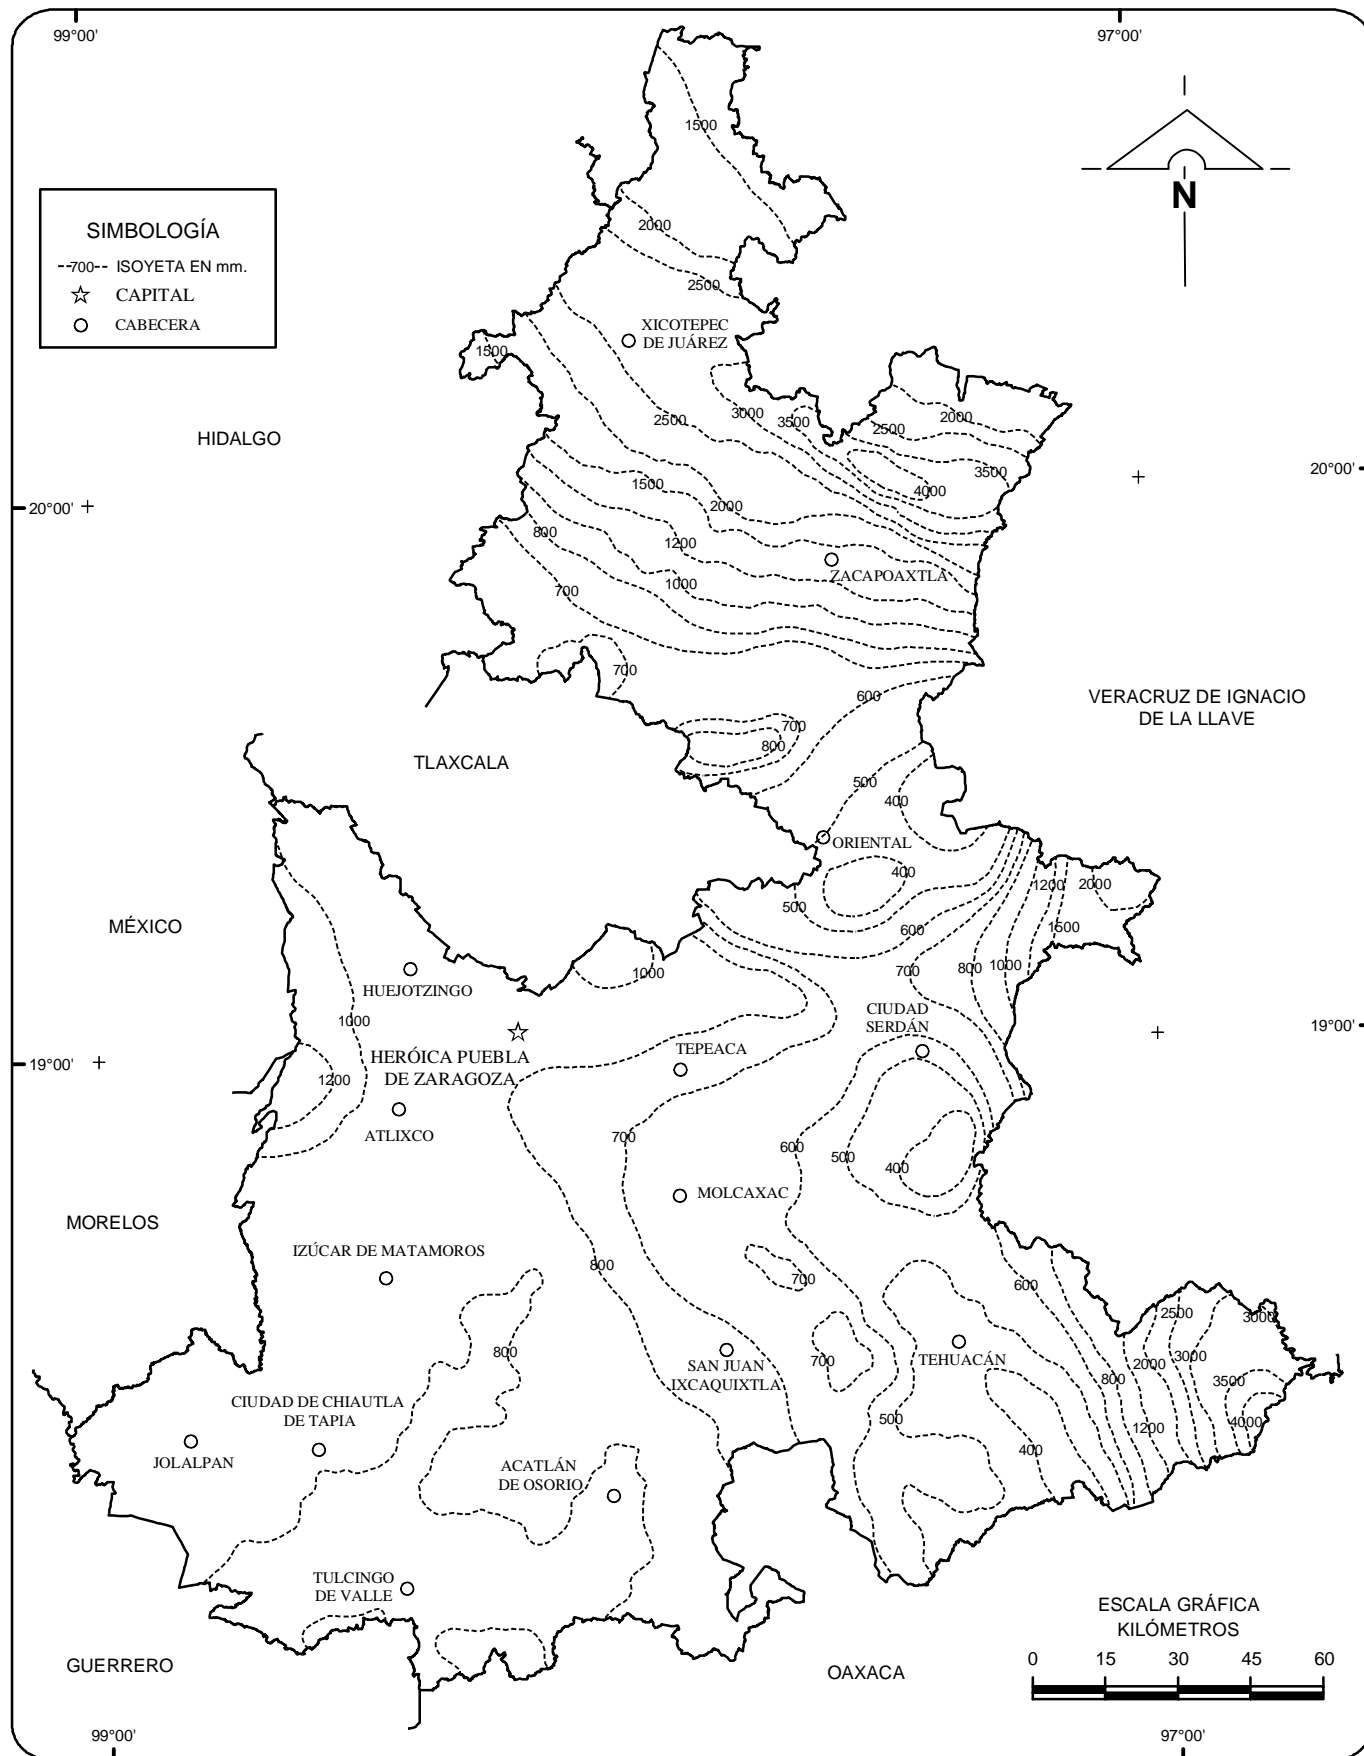 99°00'
97°00'
1500
N
SIMBOLOGÍA
--700-- ISOYETA EN mm.
CAPITAL
CABECERA
2000
2500
XICOTEPEC
DE JUÁREZ
1500
3000
3500
2500
2000
2500
HIDALGO
3500
4000
20°00'
20°00'
1500
2000
800
1200
1000
700
ZACAPOAXTLA
700
600
VERACRUZ DE IGNACIO
DE LA LLAVE
700
800
TLAXCALA
500
400
ORIENTAL
400
500
1200
2000
1500
600
MÉXICO
700
800
1000
1000
HUEJOTZINGO
1000
CIUDAD
SERDÁN
19°00'
19°00'
HERÓICA PUEBLA
DE ZARAGOZA
TEPEACA
1200
ATLIXCO
700
600
500
400
MOLCAXAC
MORELOS
IZÚCAR DE MATAMOROS
800
700
600
2500
3000
800
700
SAN JUAN
IXCAQUIXTLA
TEHUACÁN
2000
3000
800
3500
CIUDAD DE CHIAUTLA
DE TAPIA
500
1200
4000
JOLALPAN
400
ACATLÁN
DE OSORIO
TULCINGO
DE VALLE
ESCALA GRÁFICA
KILÓMETROS
0 15 30 45 60
GUERRERO
OAXACA
99°00'
97°00'